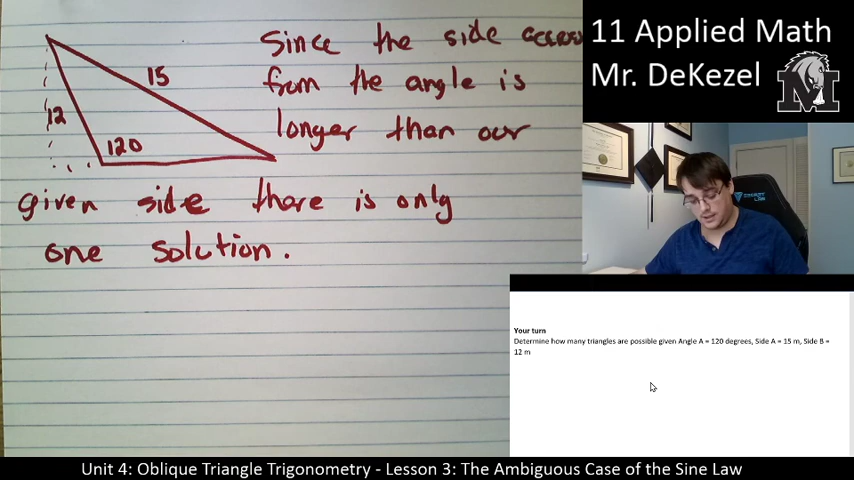 15
12
120
Since the side across
from the angle is
longer than our
given side there is only
one solution.
11 Applied Math
Mr. DeKezel
M
Your turn
Determine how many triangles are possible given Angle A = 120 degrees, Side A = 15 m, Side B =
12 m
Unit 4: Oblique Triangle Trigonometry - Lesson 3: The Ambiguous Case of the Sine Law